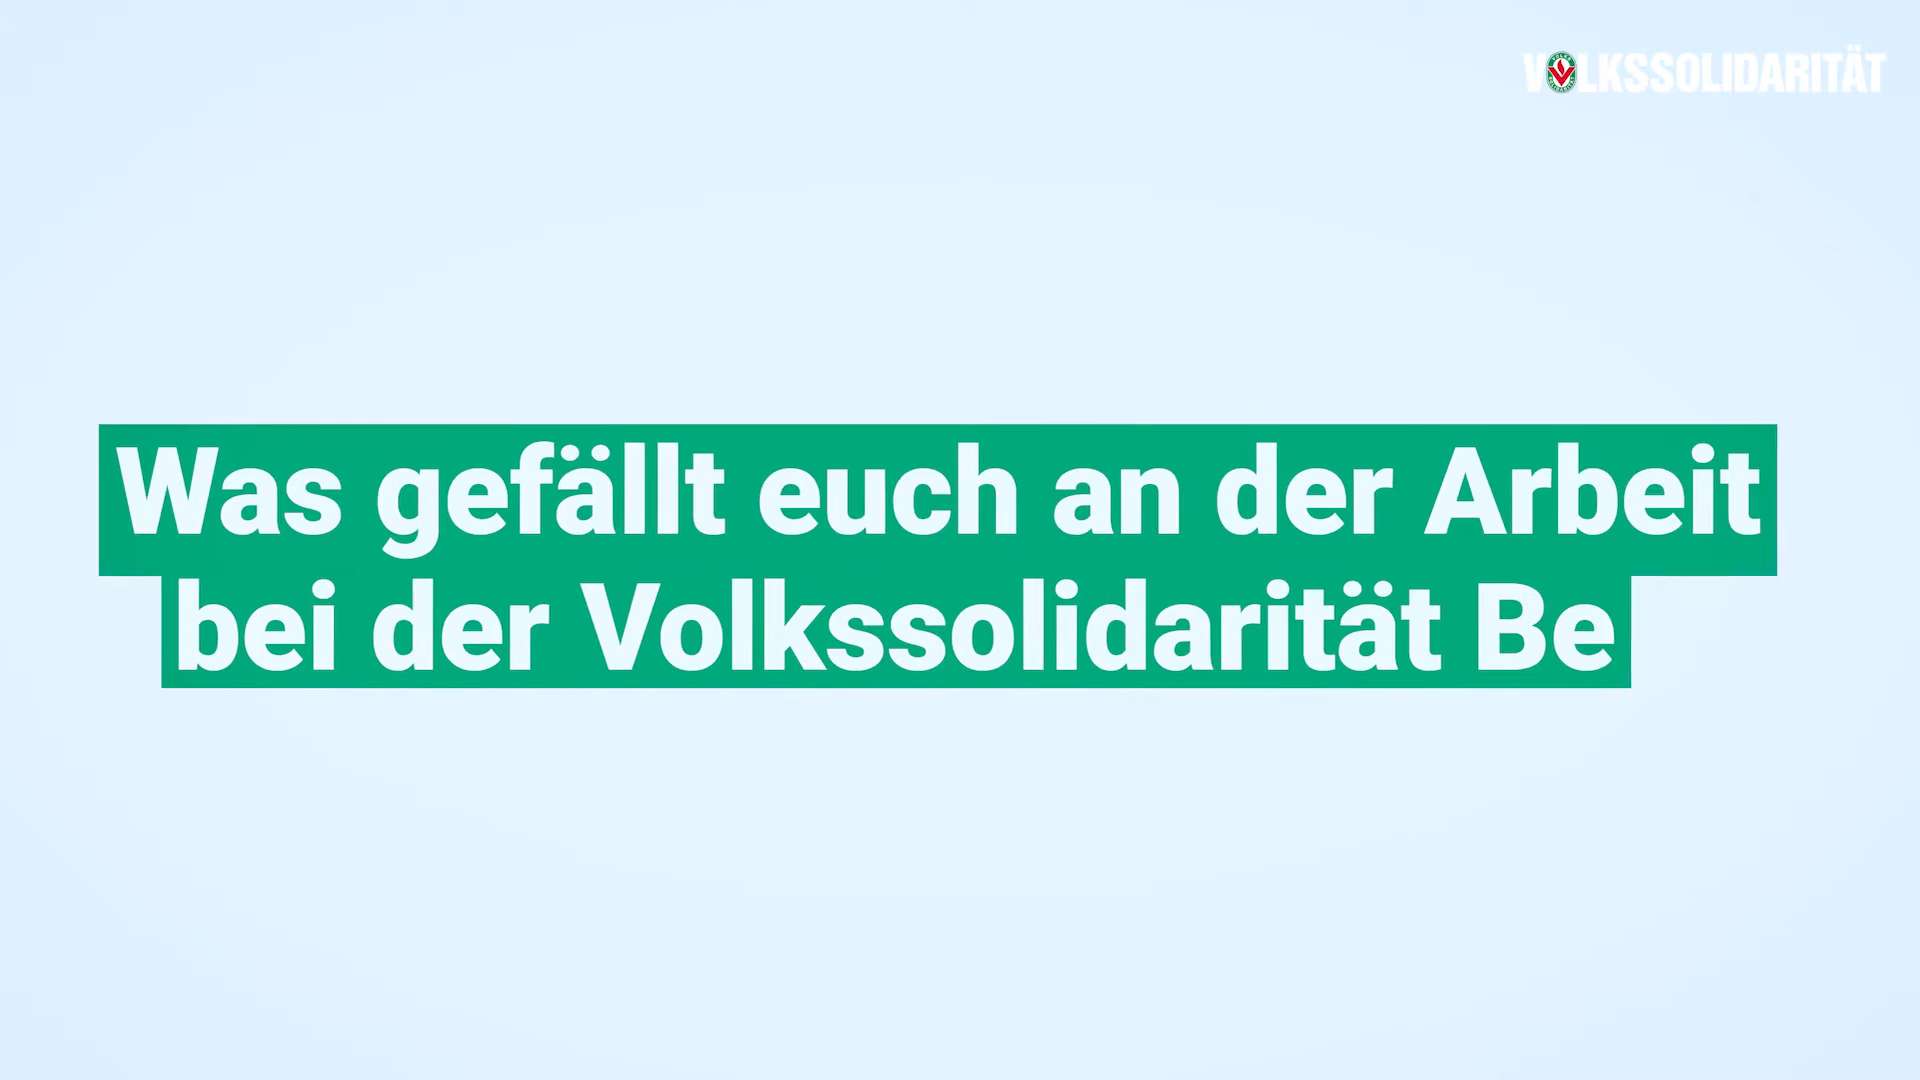 VOLKSSOLIDARITÄT
Was gefällt euch an der Arbeit
bei der Volkssolidarität Be